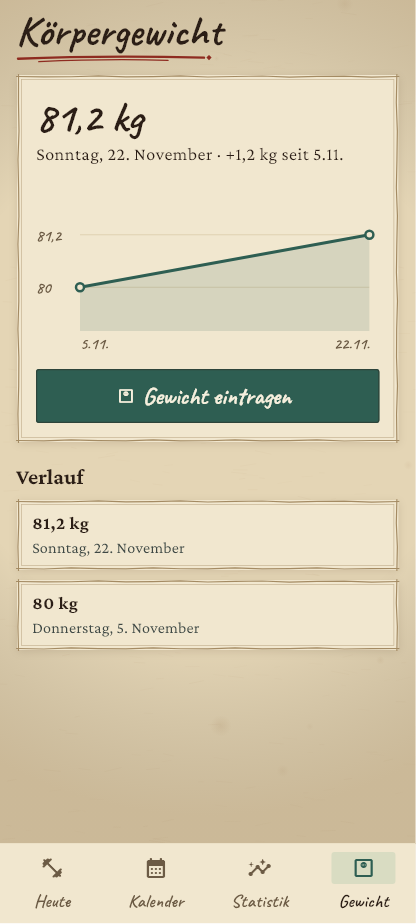 Körpergewicht
81,2 kg
Sonntag, 22. November · +1,2 kg seit 5.11.
81,2
80
5.11.
22.11.
Gewicht eintragen
Verlauf
81,2 kg
Sonntag, 22. November
80 kg
Donnerstag, 5. November
Heute
Kalender
Statistik
Gewicht